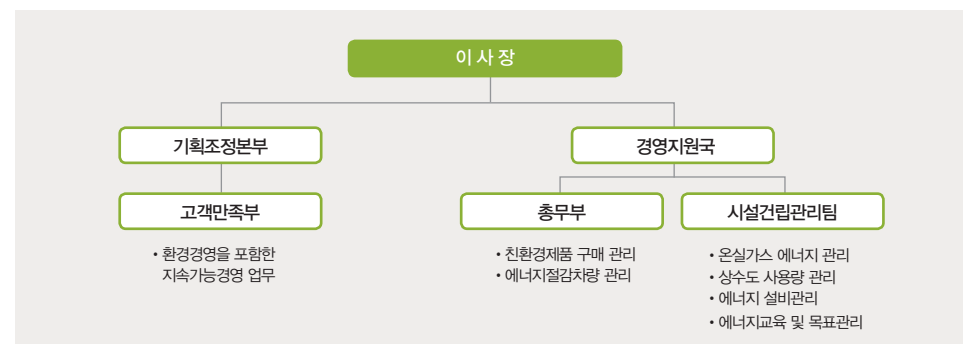 이 사 장
기획조정본부
경영지원국
고객만족부
총무부
시설건립관리팀
• 환경경영을 포함한
지속가능경영 업무
• 친환경제품 구매 관리
• 에너지절감차량 관리
• 온실가스 에너지 관리
• 상수도 사용량 관리
• 에너지 설비관리
• 에너지교육 및 목표관리